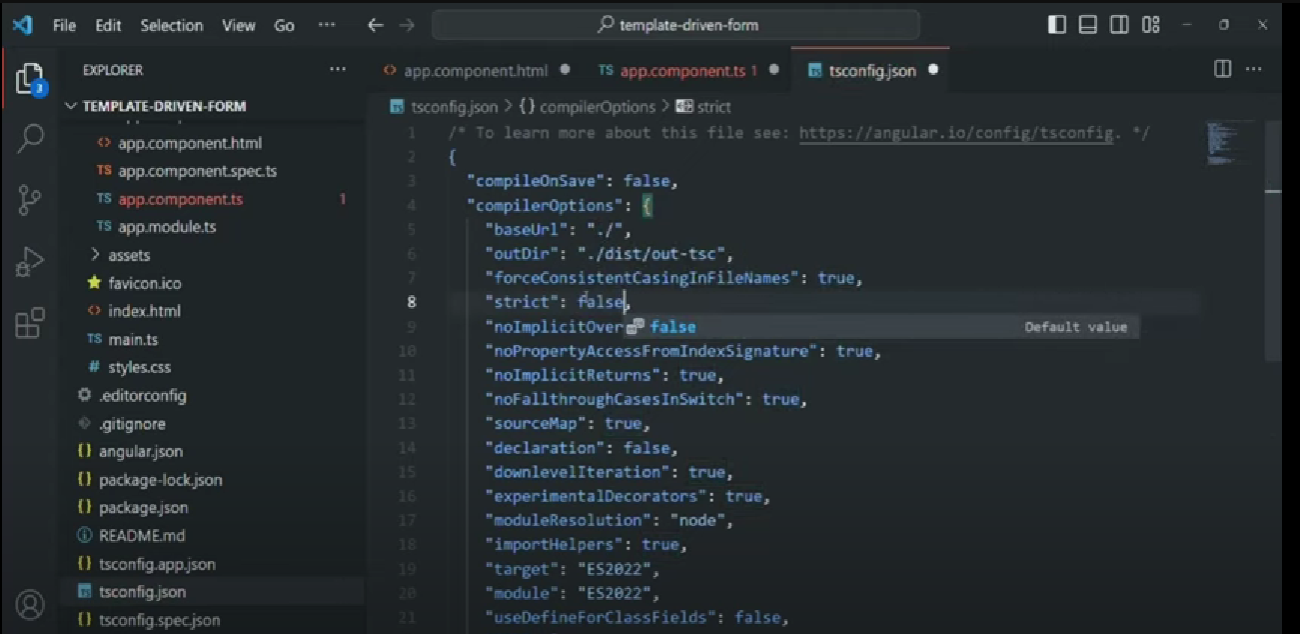 File Edit Selection View Go ··· template-driven-form
EXPLORER ···
TEMPLATE-DRIVEN-FORM
app.component.html
TS app.component.spec.ts
TS app.component.ts 1
TS app.module.ts
assets
favicon.ico
<> index.html
TS main.ts
# styles.css
.editorconfig
.gitignore
{} angular.json
{} package-lock.json
{} package.json
README.md
{} tsconfig.app.json
tsconfig.json
{} tsconfig.spec.json
3
<> app.component.html ● TS app.component.ts 1 ● tsconfig.json ●
tsconfig.json > {} compilerOptions > strict
1 /* To learn more about this file see: https://angular.io/config/tsconfig. */
2 {
3 "compileOnSave": false,
4 "compilerOptions": {
5 "baseUrl": "./",
6 "outDir": "./dist/out-tsc",
7 "forceConsistentCasingInFileNames": true,
8 "strict": false,
9 "noImplicitOver false Default value
10 "noPropertyAccessFromIndexSignature": true,
11 "noImplicitReturns": true,
12 "noFallthroughCasesInSwitch": true,
13 "sourceMap": true,
14 "declaration": false,
15 "downlevelIteration": true,
16 "experimentalDecorators": true,
17 "moduleResolution": "node",
18 "importHelpers": true,
19 "target": "ES2022",
20 "module": "ES2022",
21 "useDefineForClassFields": false,